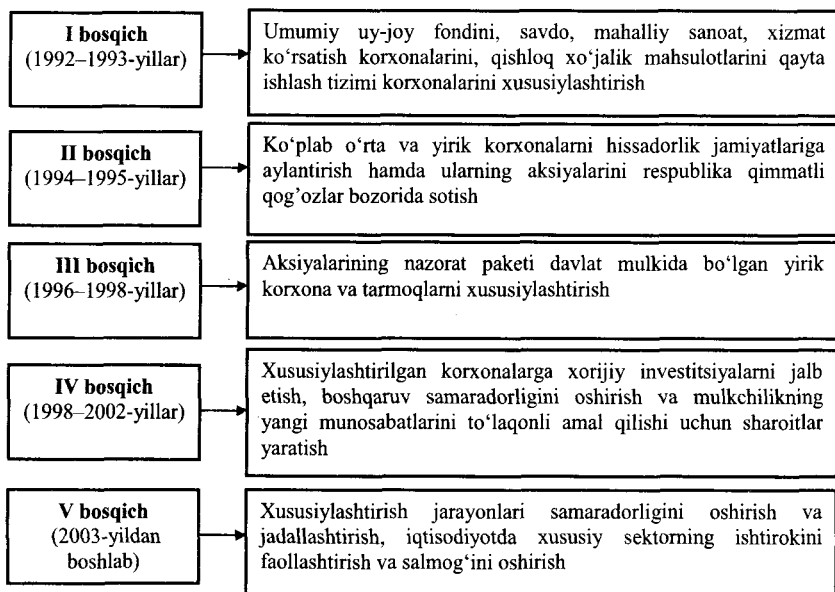 I bosqich
(1992–1993-yillar)
Umumiy uy-joy fondini, savdo, mahalliy sanoat, xizmat
ko‘rsatish korxonalarini, qishloq xo‘jalik mahsulotlarini qayta
ishlash tizimi korxonalarini xususiylashtirish
II bosqich
(1994–1995-yillar)
Ko‘plab o‘rta va yirik korxonalarni hissadorlik jamiyatlariga
aylantirish hamda ularning aksiyalarini respublika qimmatli
qog’ozlar bozorida sotish
III bosqich
(1996–1998-yillar)
Aksiyalarining nazorat paketi davlat mulkida bo‘lgan yirik
korxona va tarmoqlarni xususiylashtirish
IV bosqich
(1998–2002-yillar)
Xususiylashtirilgan korxonalarga xorijiy investitsiyalarni jalb
etish, boshqaruv samaradorligini oshirish va mulkchilikning
yangi munosabatlarini to‘laqonli amal qilishi uchun sharoitlar
yaratish
V bosqich
(2003-yildan
boshlab)
Xususiylashtirish jarayonlari samaradorligini oshirish va
jadallashtirish, iqtisodiyotda xususiy sektorning ishtirokini
faollashtirish va salmog‘ini oshirish